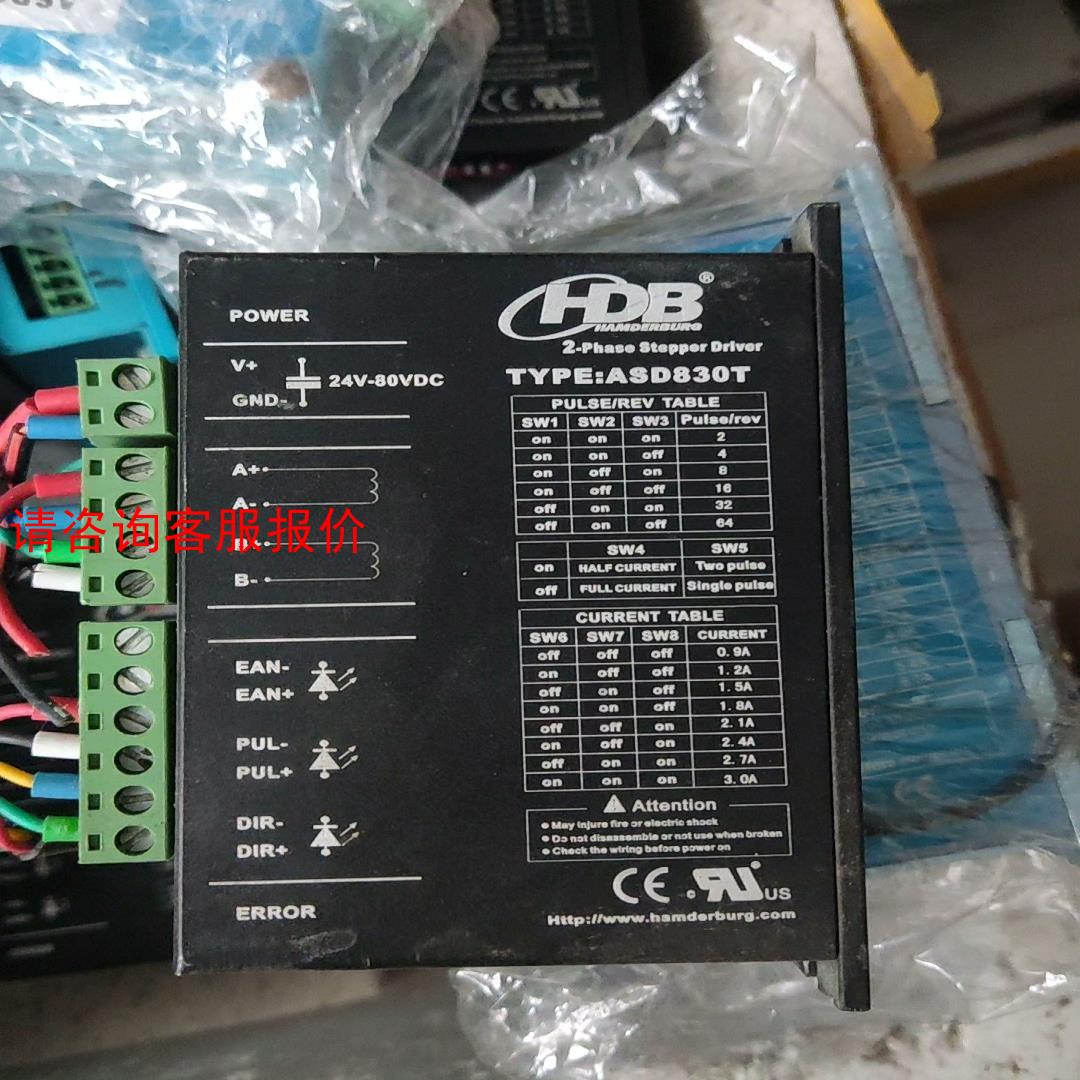 POWER
V+
24V-80VDC
GND-
A+
A-
请咨询客服报价
B-
EAN-
EAN+
PUL-
PUL+
DIR-
DIR+
ERROR
HDB®
HAMDERBURG
2-Phase Stepper Driver
TYPE:ASD830T
PULSE/REV TABLE
SW1 SW2 SW3 Pulse/rev
on on on 2
on on off 4
on off on 8
on off off 16
off on on 32
off on off 64
SW4 SW5
on HALF CURRENT Two pulse
off FULL CURRENT Single pulse
CURRENT TABLE
SW6 SW7 SW8 CURRENT
off off off 0.9A
on off off 1.2A
off on off 1.5A
on on off 1.8A
off off on 2.1A
on off on 2.4A
off on on 2.7A
on on on 3.0A
Attention
May injure fire or electric shock
Do not disassemble or not use when broken
Check the wiring before power on
CE c UR US
Http://www.hamderburg.com